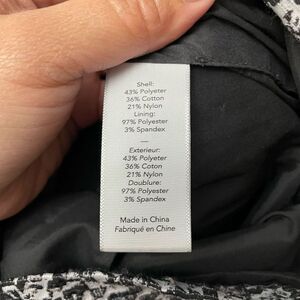 Shell:
43% Polyeter
36% Cotton
21% Nylon
Lining:
97% Polyester
3% Spandex
—
Exterieur:
43% Polyeter
36% Coton
21% Nylon
Doublure:
97% Polyester
3% Spandex
Made in China
Fabriqué en Chine